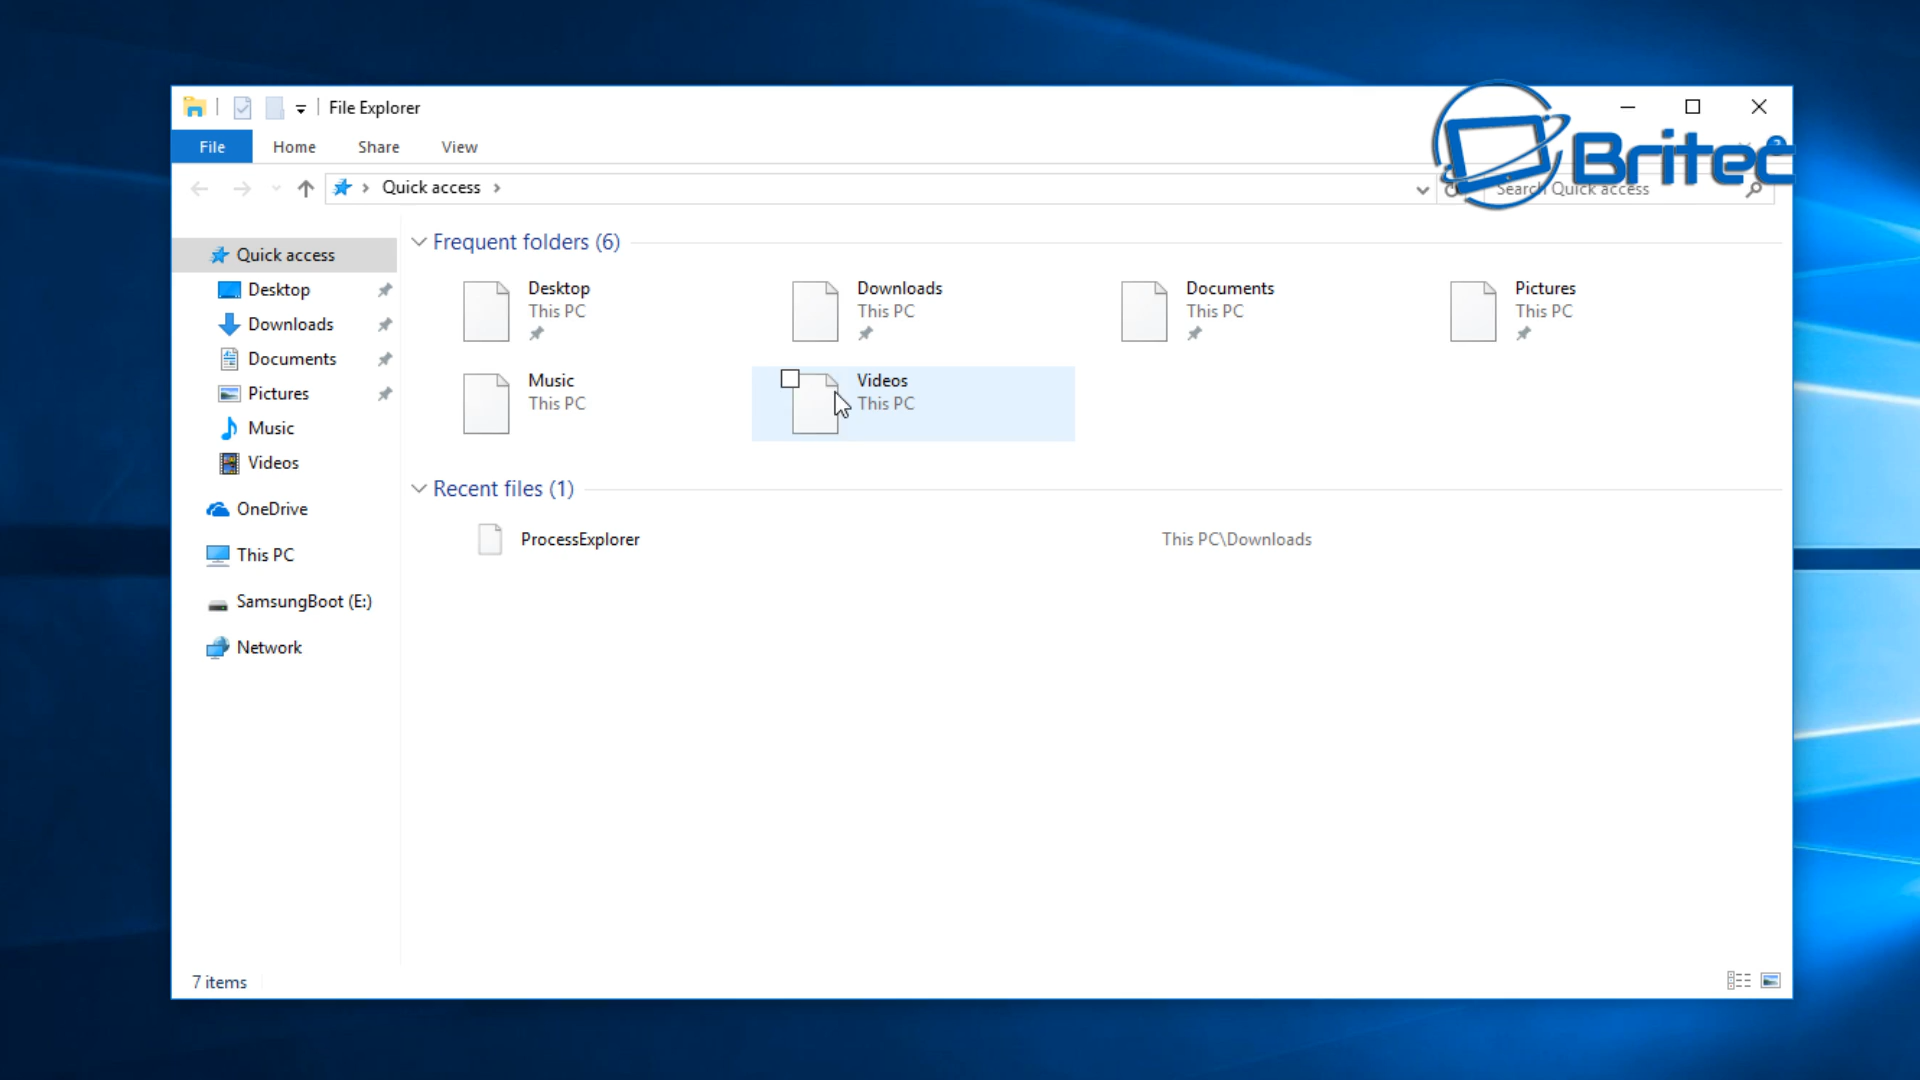 File Explorer
File Home Share View
Britec
Quick access
Search Quick access
Quick access
Desktop
Downloads
Documents
Pictures
Music
Videos
OneDrive
This PC
SamsungBoot (E:)
Network
Frequent folders (6)
Desktop
This PC
Downloads
This PC
Documents
This PC
Pictures
This PC
Music
This PC
Videos
This PC
Recent files (1)
ProcessExplorer This PC\Downloads
7 items